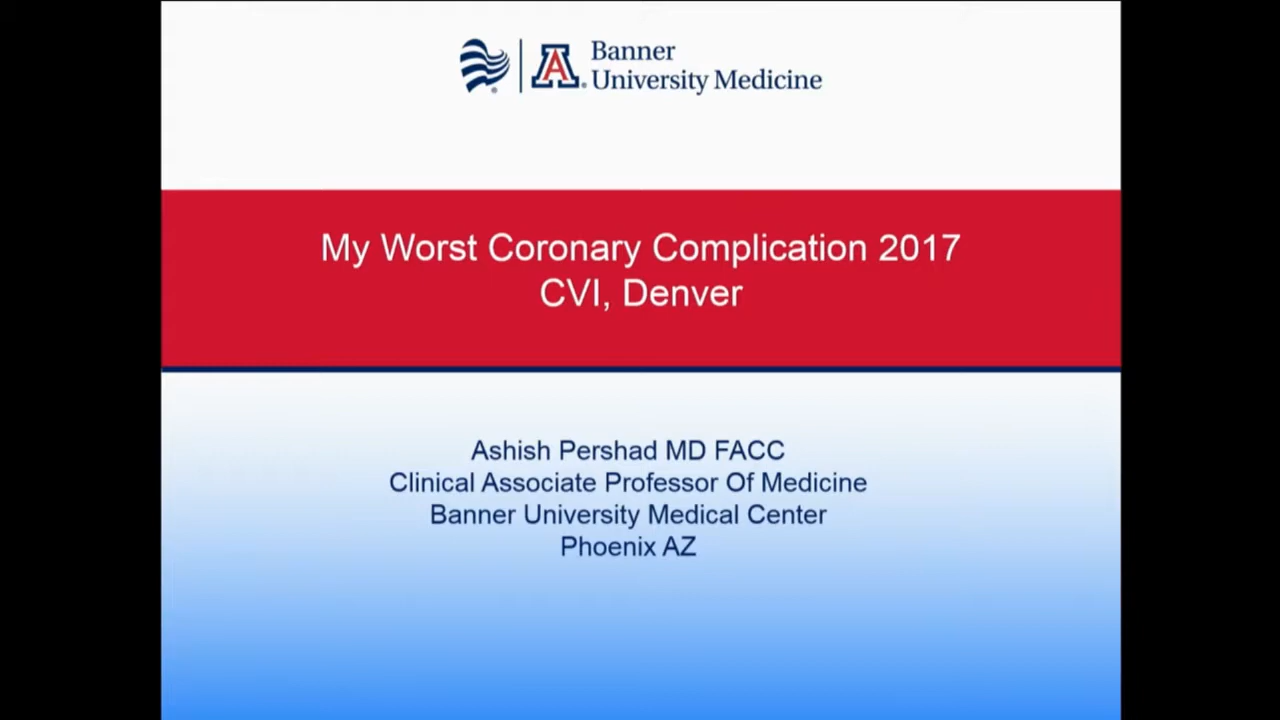 Banner
University Medicine
My Worst Coronary Complication 2017
CVI, Denver
Ashish Pershad MD FACC
Clinical Associate Professor Of Medicine
Banner University Medical Center
Phoenix AZ